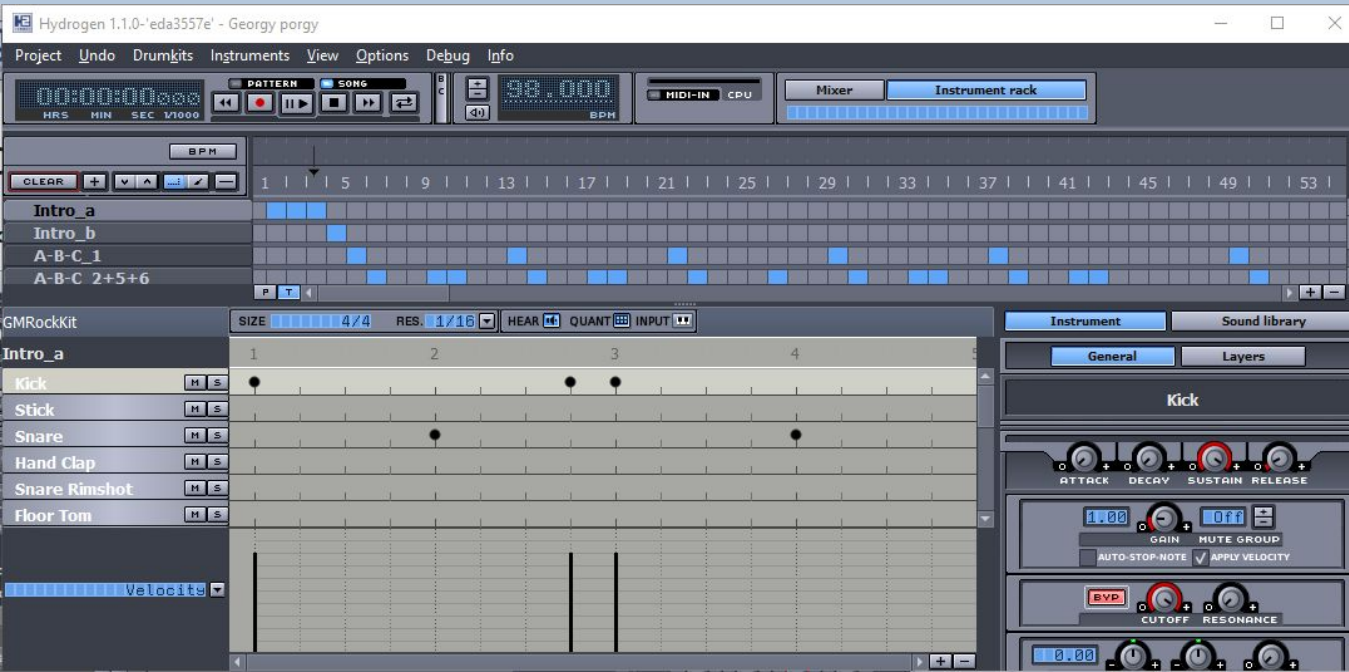 Hydrogen 1.1.0-'eda3557e' - Georgy porgy
Project Undo Drumkits Instruments View Options Debug Info
00:00:00000
HRS MIN SEC 1/1000
PATTERN SONG
B
C
98.000
BPM
MIDI-IN CPU
Mixer Instrument rack
BPM
CLEAR
1 5 9 13 17 21 25 29 33 37 41 45 49 53
Intro_a
Intro_b
A-B-C_1
A-B-C_2+5+6
P T
GMRockKit SIZE 4/4 RES. 1/16 HEAR QUANT INPUT
Instrument Sound library
Intro_a 1 2 3 4 5
General Layers
Kick M S
Kick
Stick M S
Snare M S
Hand Clap M S
Snare Rimshot M S
Floor Tom M S
ATTACK DECAY SUSTAIN RELEASE
1.00 Off
GAIN MUTE GROUP
AUTO-STOP-NOTE APPLY VELOCITY
Velocity
BYP
CUTOFF RESONANCE
0.00